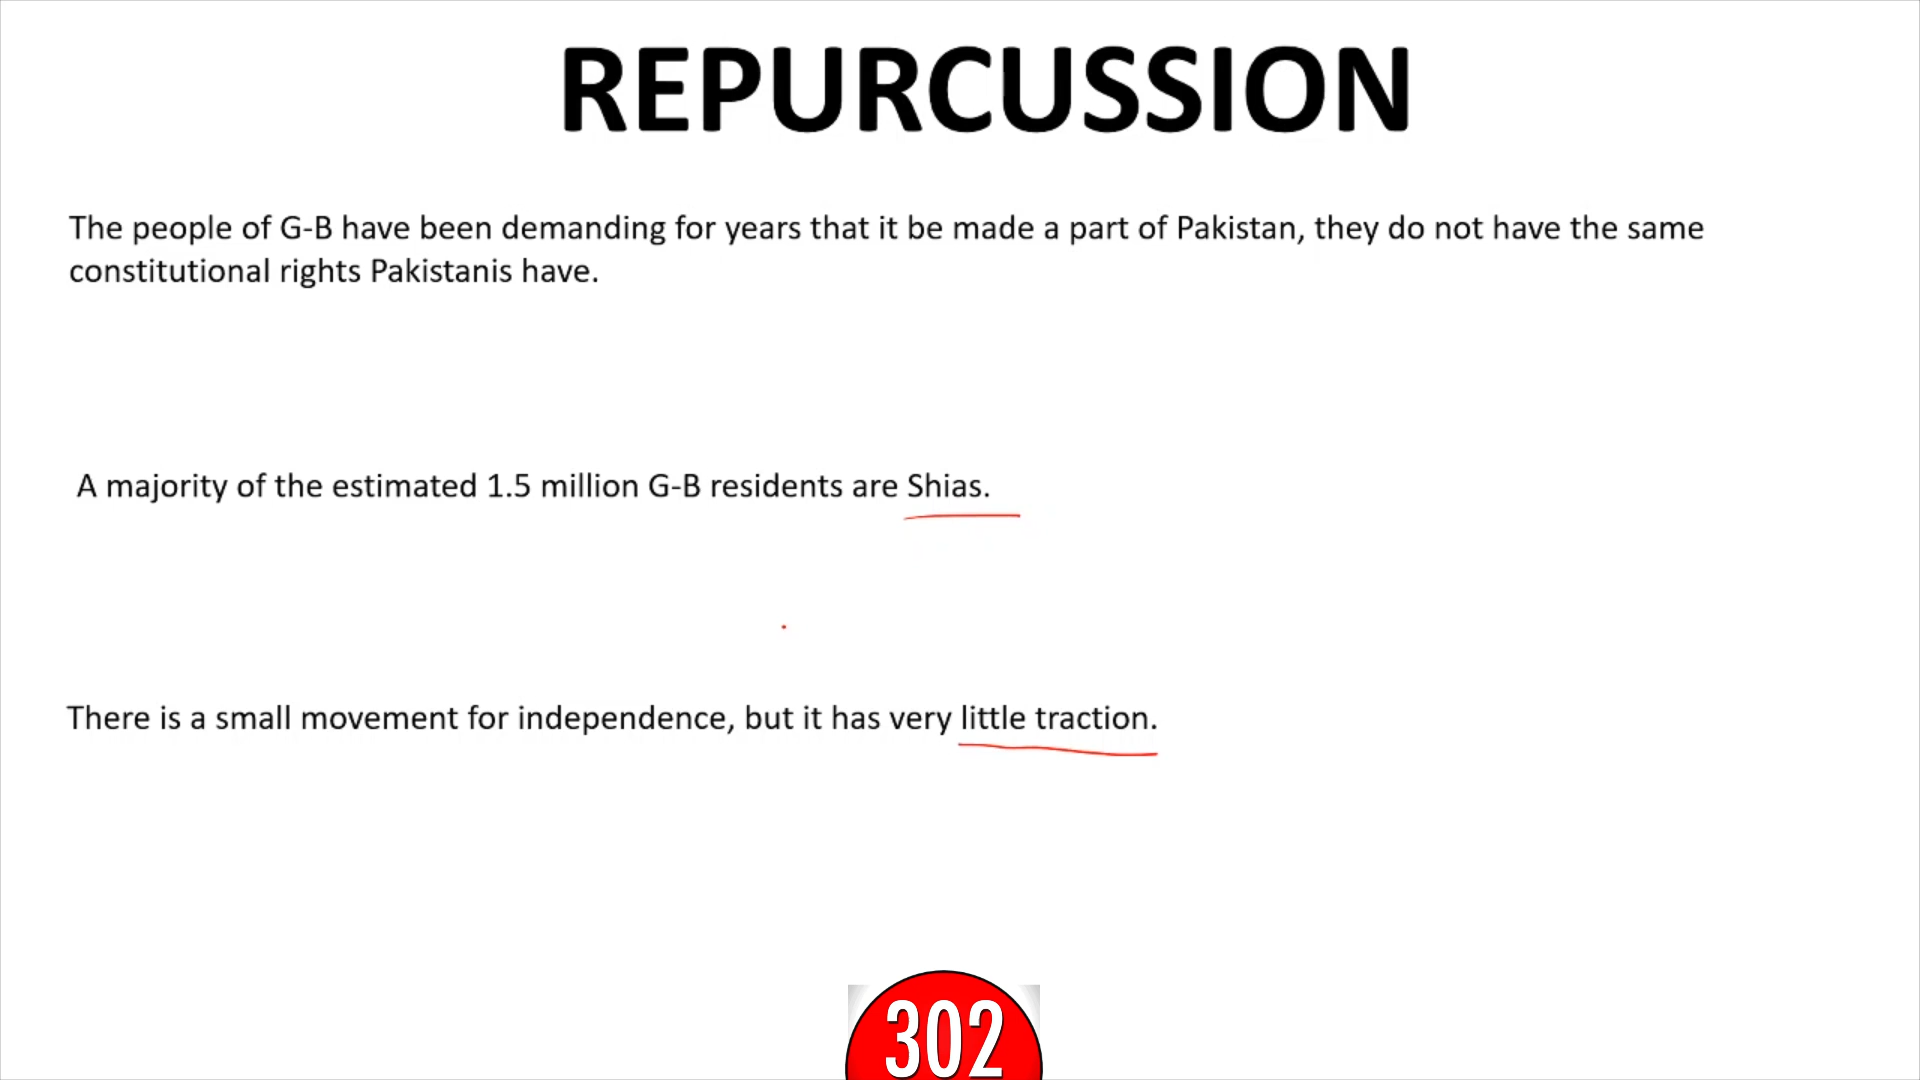 REPURCUSSION
The people of G-B have been demanding for years that it be made a part of Pakistan, they do not have the same
constitutional rights Pakistanis have.
A majority of the estimated 1.5 million G-B residents are Shias.
There is a small movement for independence, but it has very little traction.
302